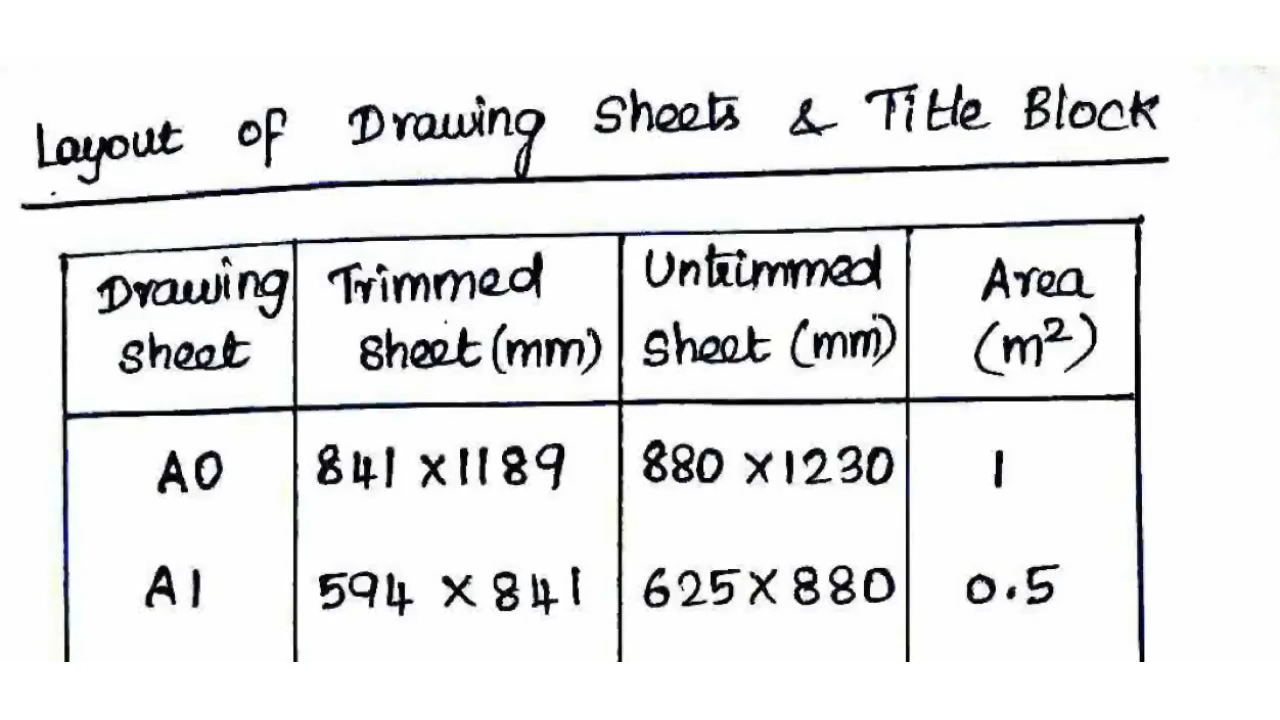 Layout of Drawing Sheets & Title Block
Drawing Sheet | Trimmed Sheet (mm) | Untrimmed Sheet (mm) | Area (m²)
A0 | 841 x 1189 | 880 x 1230 | 1
A1 | 594 x 841 | 625 x 880 | 0.5